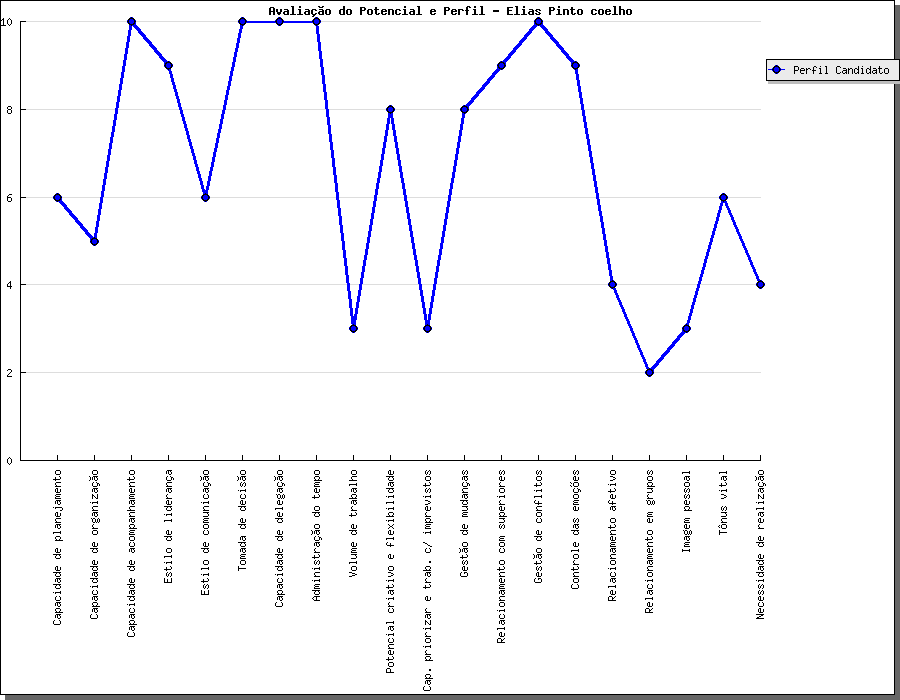 Avaliação do Potencial e Perfil - Elias Pinto coelho
Perfil Candidato
10
8
6
4
2
0
Capacidade de planejamento
Capacidade de organização
Capacidade de acompanhamento
Estilo de liderança
Estilo de comunicação
Tomada de decisão
Capacidade de delegação
Administração do tempo
Volume de trabalho
Potencial criativo e flexibilidade
Cap. priorizar e trab. c/ imprevistos
Gestão de mudanças
Relacionamento com superiores
Gestão de conflitos
Controle das emoções
Relacionamento afetivo
Relacionamento em grupos
Imagem pessoal
Tônus vital
Necessidade de realização